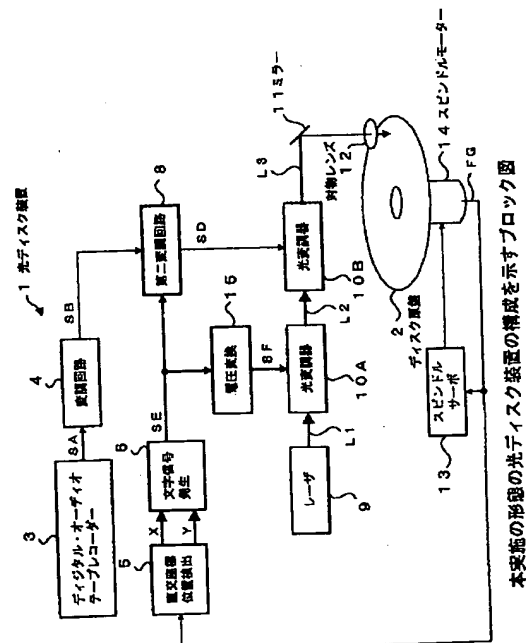 1 光ディスク装置
3
ディジタル・オーディオ
テープレコーダー
SA
4
変調回路
SB
8
第二変調回路
SD
5
直交座標
位置検出
X
Y
6
文字信号
発生
SE
15
電圧変換
SF
9
レーザ
L1
光変調器
10A
L2
光変調器
10B
L3
11 ミラー
12
対物レンズ
2
ディスク原盤
13
スピンドル
サーボ
14 スピンドルモーター
FG
本実施の形態の光ディスク装置の構成を示すブロック図